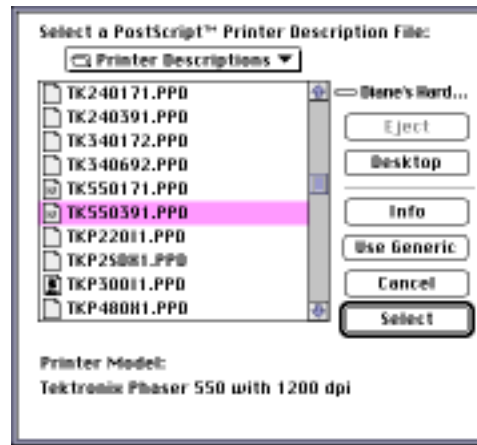 Select a PostScript™ Printer Description File:
Printer Descriptions
TK240171.PPD
TK240391.PPD
TK340172.PPD
TK340692.PPD
TK550171.PPD
TK550391.PPD
TKP220I1.PPD
TKP2SDX1.PPD
TKP300I1.PPD
TKP480X1.PPD
Diane's Hard...
Eject
Desktop
Info
Use Generic
Cancel
Select
Printer Model:
Tektronix Phaser 550 with 1200 dpi